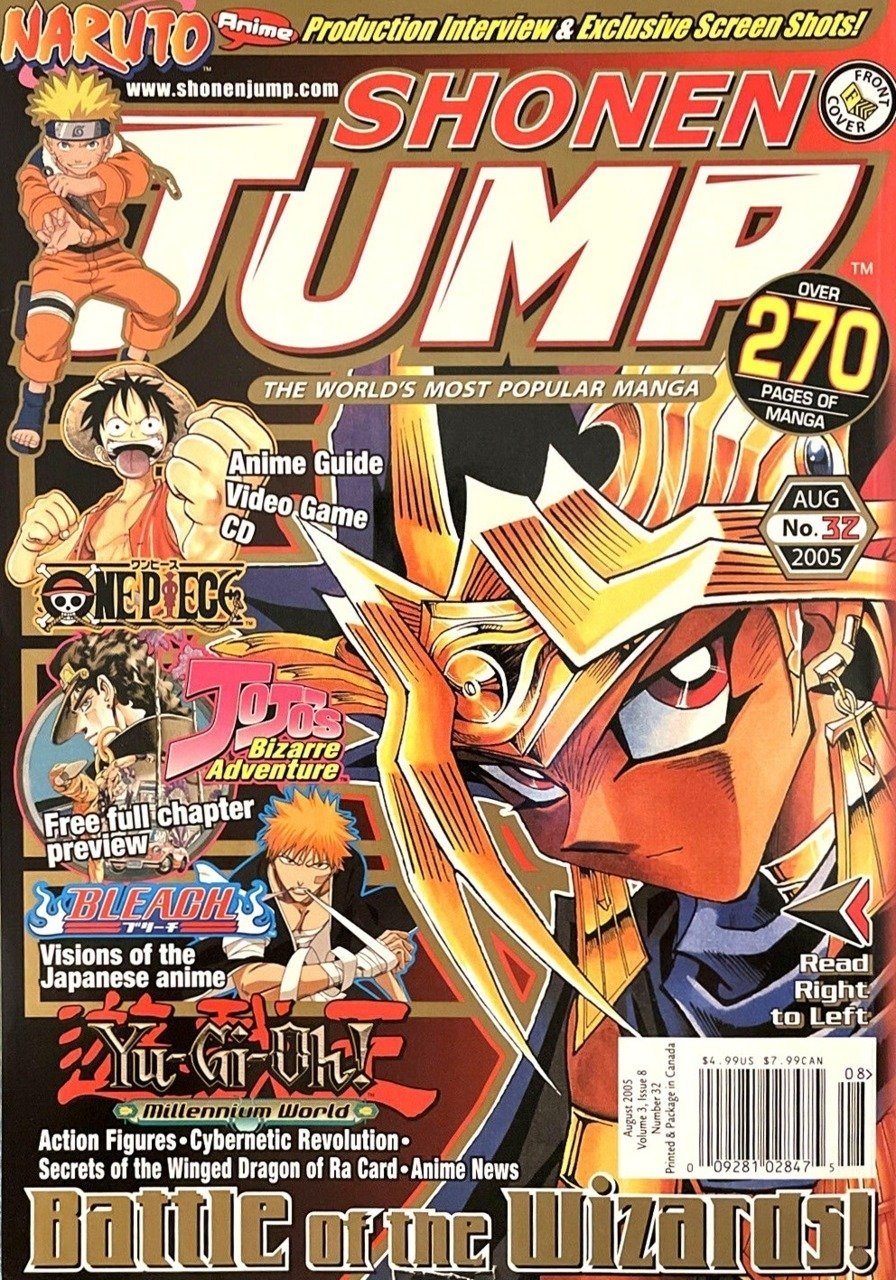 NARUTO Anime Production Interview & Exclusive Screen Shots!
www.shonenjump.com
SHONEN
JUMP
TM
FRONT
COVER
THE WORLD'S MOST POPULAR MANGA
OVER
270
PAGES OF
MANGA
AUG
No. 32
2005
Anime Guide
Video Game
CD
ワンピース
ONE PIECE
JoJo's
Bizarre
Adventure
Free full chapter
preview
BLEACH
ブリーチ
Visions of the
Japanese anime
遊戯王
Yu-Gi-Oh!
Millennium World
Action Figures•Cybernetic Revolution•
Secrets of the Winged Dragon of Ra Card•Anime News
Battle of the Wizards!
Read
Right
to Left
August 2005
Volume 3, Issue 8
Number 32
Printed & Package in Canada
$4.99US $7.99CAN
08>
0 09281 02847 5